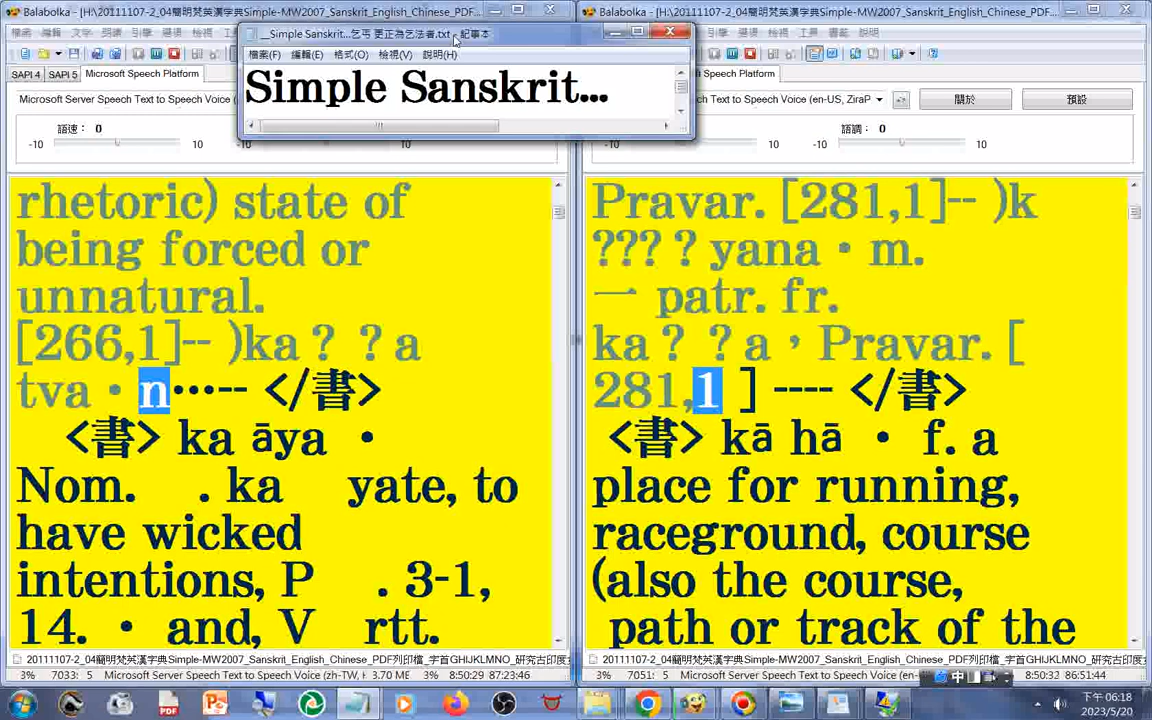 Balabolka - [H:\20111107-2_04簡明梵英漢字典Simple-MW2007_Sanskrit_English_Chinese_PDF...
Balabolka - [H:\20111107-2_04簡明梵英漢字典Simple-MW2007_Sanskrit_English_Chinese_PDF...
__Simple Sanskrit...乞丐 更正為乞法者.txt - 記事本
檔案(F) 編輯(E) 格式(O) 檢視(V) 說明(H)
Simple Sanskrit...
SAPI 4 SAPI 5 Microsoft Speech Platform
Speech Platform
Microsoft Server Speech Text to Speech Voice (
ch Text to Speech Voice (en-US, ZiraP
關於 預設
語速： 0
-10 10
語調： 0
-10 10
rhetoric) state of
being forced or
unnatural.
[266,1]-- )ka？？a
tva‧n…-- </書>
<書> ka āya ‧
Nom. . ka yate, to
have wicked
intentions, P . 3-1,
14. ‧ and, V rtt.
Pravar. [281,1]-- )k
????yana‧m.
一 patr. fr.
ka？？a，Pravar. [
281,1 ] ---- </書>
<書> kā hā ‧ f. a
place for running,
raceground, course
(also the course,
path or track of the
20111107-2_04簡明梵英漢字典Simple-MW2007_Sanskrit_English_Chinese_PDF列印檔_字首GHIJKLMNO_研究古印度
20111107-2_04簡明梵英漢字典Simple-MW2007_Sanskrit_English_Chinese_PDF列印檔_字首GHIJKLMNO_研究古印度
3% 7033: 5 Microsoft Server Speech Text to Speech Voice (zh-TW, H 3.70 ME 3% 8:50:29 87:23:46
3% 7051: 5 Microsoft Server Speech Text to Speech Voice 8:50:32 86:51:44
中
下午 06:18
2023/5/20